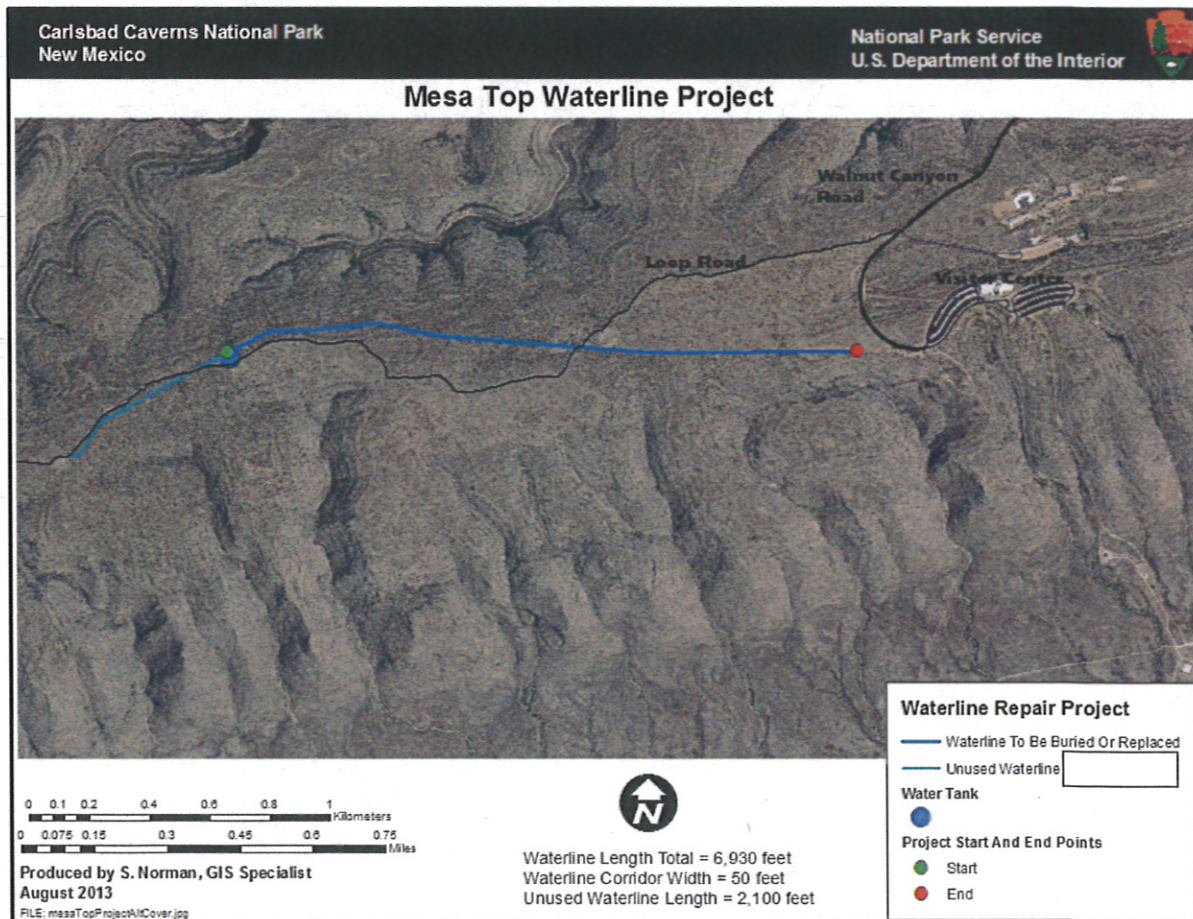 Carlsbad Caverns National Park
New Mexico
National Park Service
U.S. Department of the Interior
Mesa Top Waterline Project
Walnut Canyon
Road
Loop Road
Visitor Center
Waterline Repair Project
Waterline To Be Buried Or Replaced
Unused Waterline
Water Tank
Project Start And End Points
Start
End
0 0.1 0.2 0.4 0.6 0.8 1
Kilometers
0 0.075 0.15 0.3 0.45 0.6 0.75
Miles
N
Produced by S. Norman, GIS Specialist
August 2013
FILE: mesaTopProjectAltCover.jpg
Waterline Length Total = 6,930 feet
Waterline Corridor Width = 50 feet
Unused Waterline Length = 2,100 feet